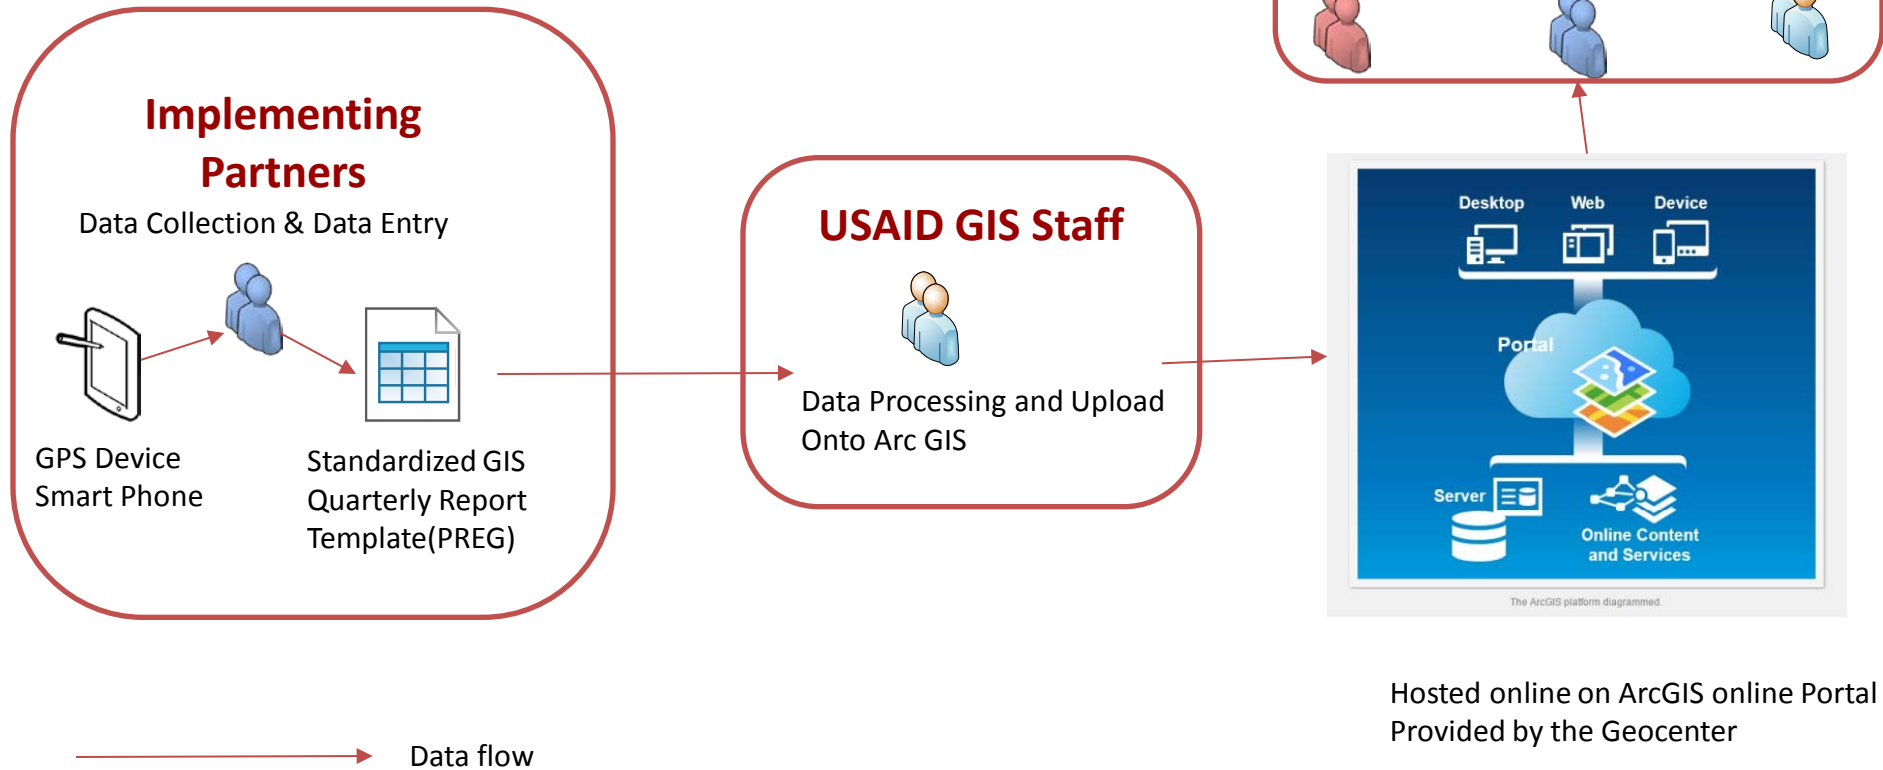 Implementing
Partners
Data Collection & Data Entry
GPS Device
Smart Phone
Standardized GIS
Quarterly Report
Template(PREG)
USAID GIS Staff
Data Processing and Upload
Onto Arc GIS
Desktop
Web
Device
Portal
Server
Online Content
and Services
The ArcGIS platform diagrammed.
Hosted online on ArcGIS online Portal
Provided by the Geocenter
Data flow